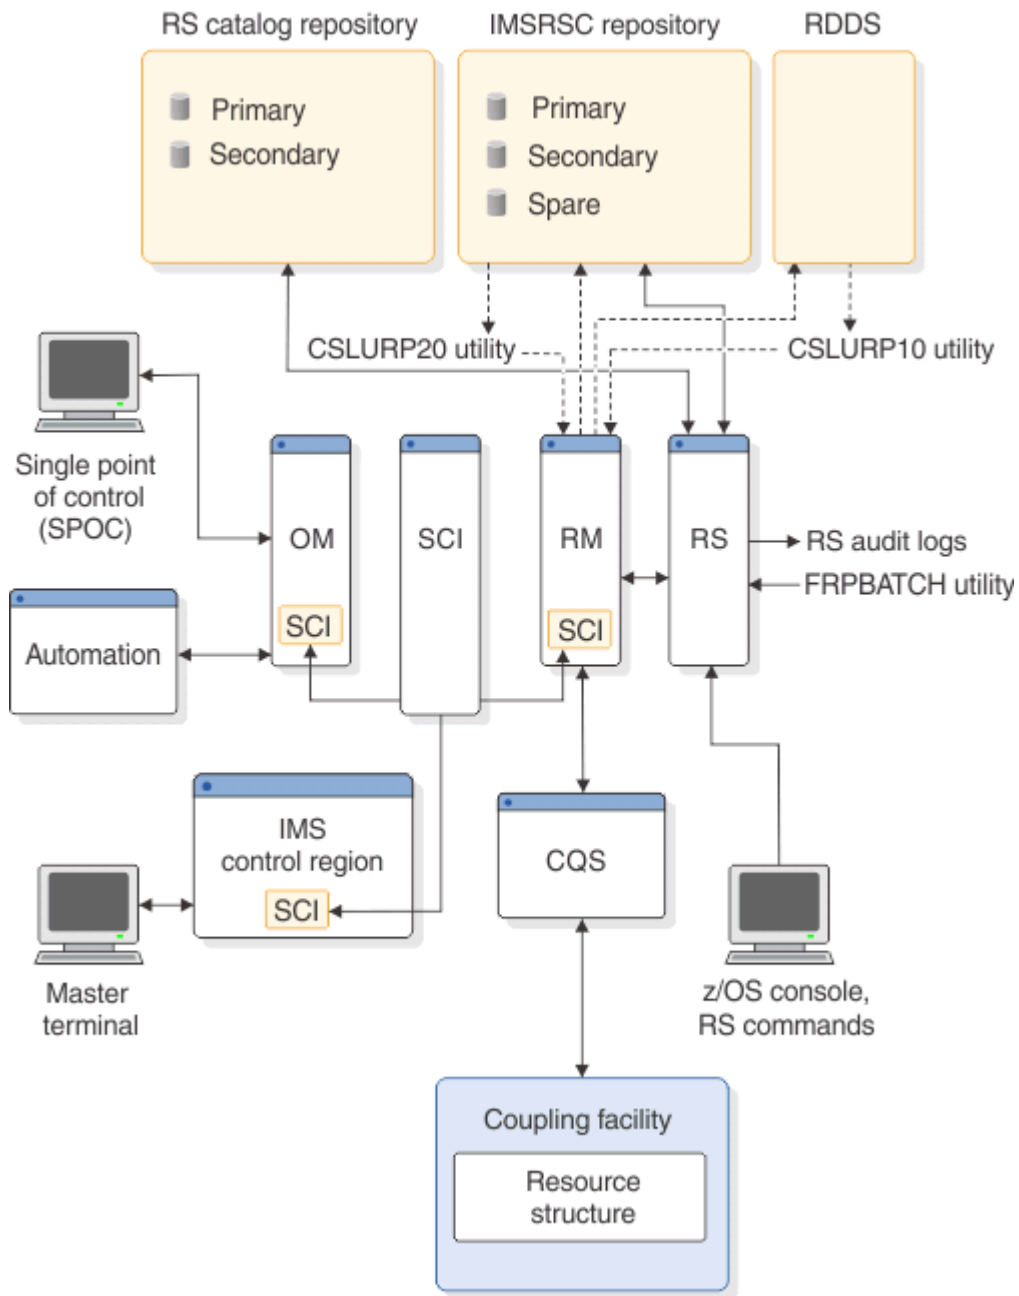 RS catalog repository
IMSRSC repository
RDDS
Primary
Secondary
Primary
Secondary
Spare
CSLURP20 utility
CSLURP10 utility
Single point
of control
(SPOC)
OM
SCI
SCI
RM
SCI
RS
RS audit logs
FRPBATCH utility
Automation
IMS
control region
SCI
CQS
Master
terminal
z/OS console,
RS commands
Coupling facility
Resource
structure